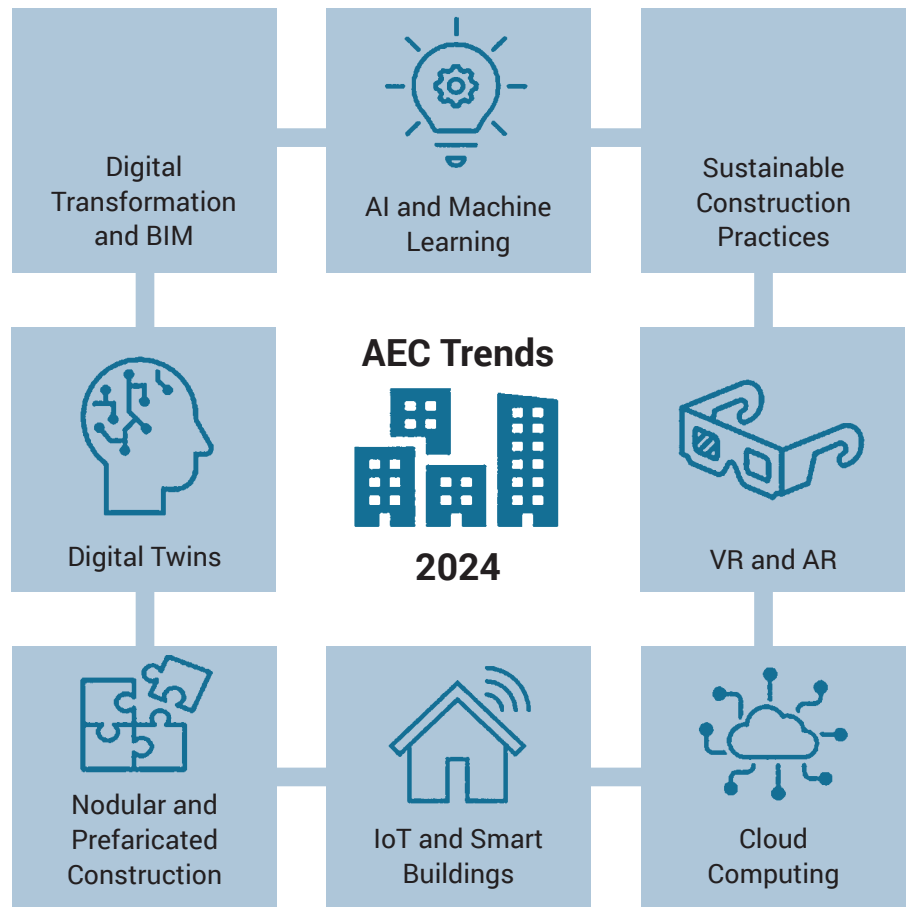 Digital
Transformation
and BIM
AI and Machine
Learning
Sustainable
Construction
Practices
Digital Twins
AEC Trends
2024
VR and AR
Nodular and
Prefaricated
Construction
IoT and Smart
Buildings
Cloud
Computing